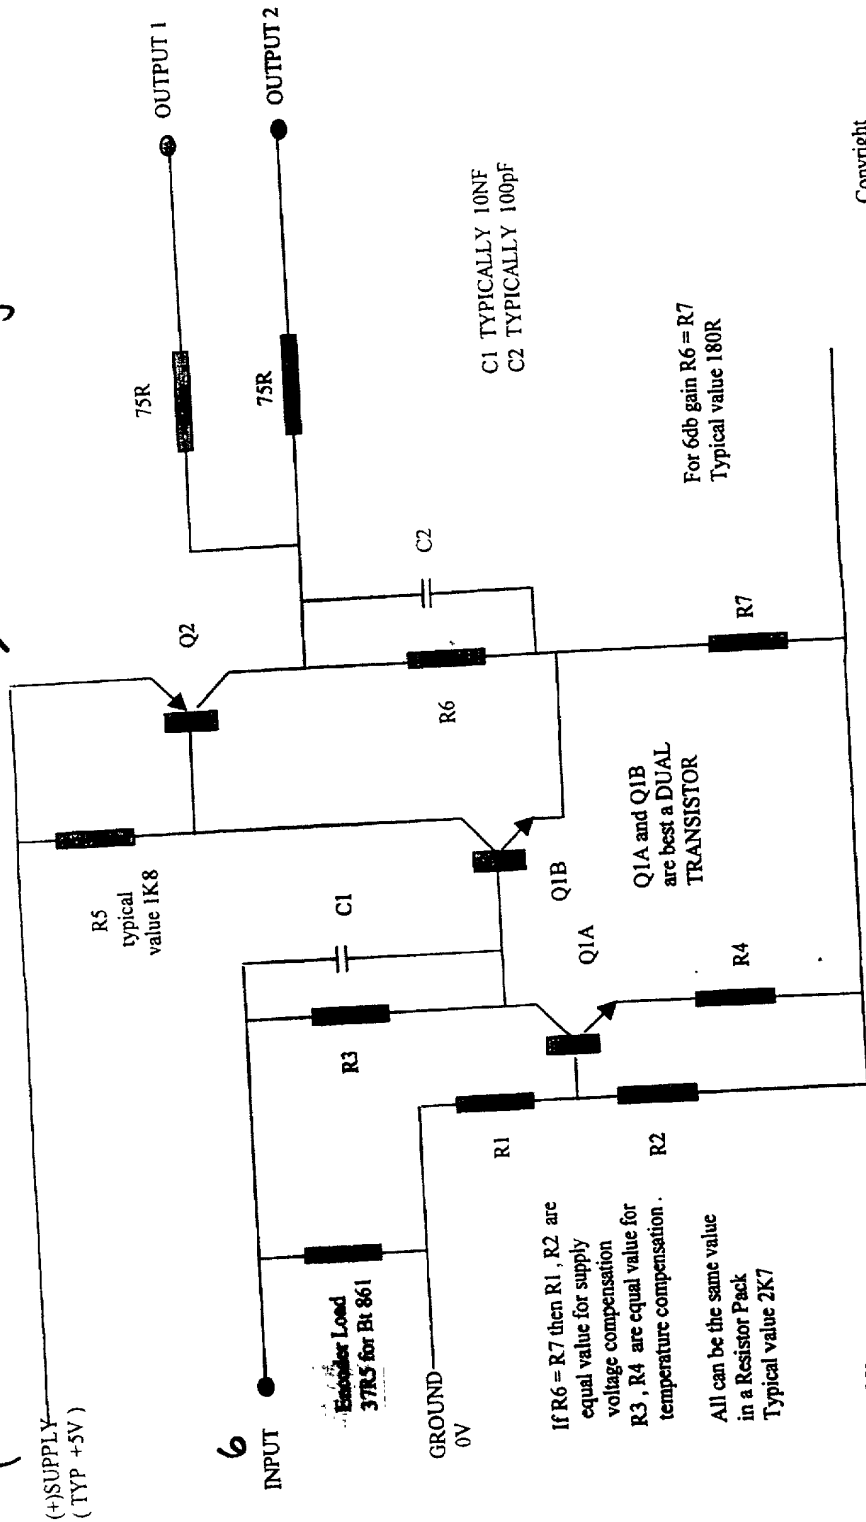 (+)SUPPLY
( TYP +5V )
6
INPUT
Encoder Load
37R5 for Bt 861
GROUND
0V
If R6 = R7 then R1 , R2 are
equal value for supply
voltage compensation
R3 , R4 are equal value for
temperature compensation .
All can be the same value
in a Resistor Pack
Typical value 2K7
R1
R2
R3
C1
R4
Q1A
Q1B
R5
typical
value 1K8
Q1A and Q1B
are best a DUAL
TRANSISTOR
Q2
R6
C2
R7
75R
75R
OUTPUT 1
OUTPUT 2
C1 TYPICALLY 10NF
C2 TYPICALLY 100pF
For 6db gain R6 = R7
Typical value 180R
Copyright